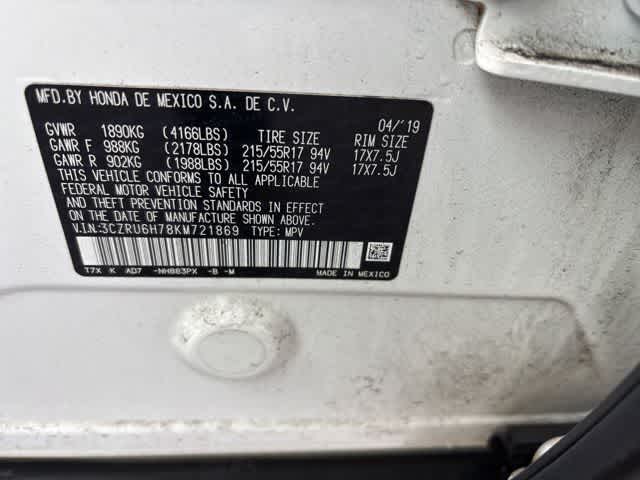 MFD.BY HONDA DE MEXICO S.A. DE C.V.
04/'19
GVWR 1890KG (4166LBS) TIRE SIZE RIM SIZE
GAWR F 988KG (2178LBS) 215/55R17 94V 17X7.5J
GAWR R 902KG (1988LBS) 215/55R17 94V 17X7.5J
THIS VEHICLE CONFORMS TO ALL APPLICABLE
FEDERAL MOTOR VEHICLE SAFETY
AND THEFT PREVENTION STANDARDS IN EFFECT
ON THE DATE OF MANUFACTURE SHOWN ABOVE.
V.I.N:3CZRU6H78KM721869 TYPE: MPV
T7X K AD7 -NH883PX -B -M MADE IN MEXICO